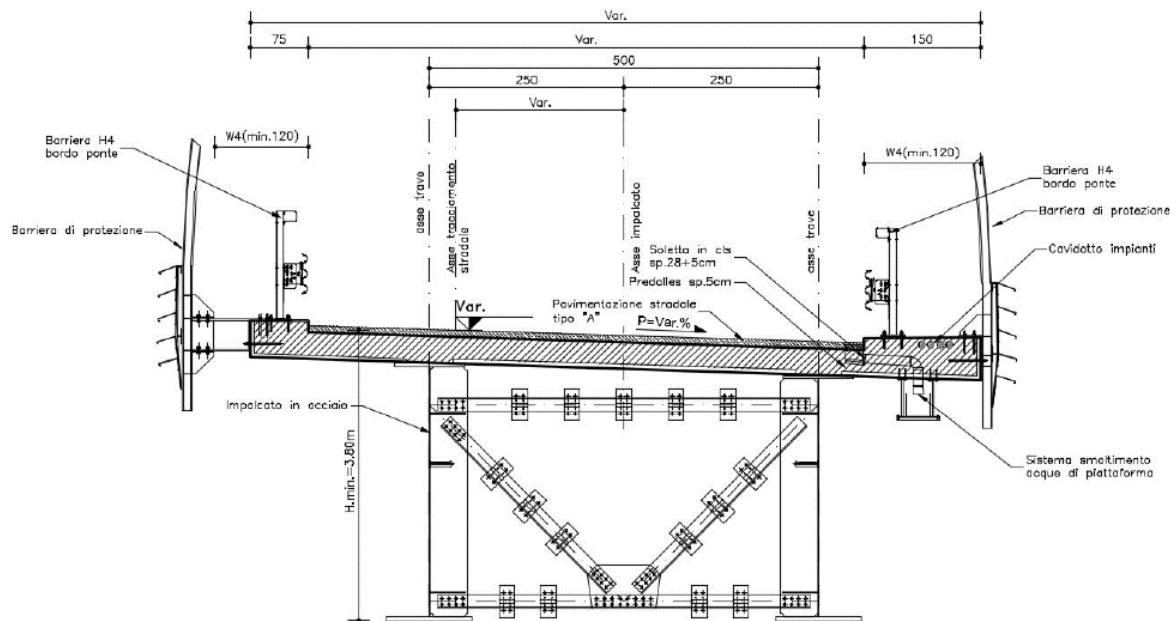 Var.
75
Var.
150
500
250
250
Var.
W4(min.120)
W4(min.120)
Barriera H4
bordo ponte
Barriera H4
bordo ponte
Barriera di protezione
Barriera di protezione
asse trave
Asse tracciamento
stradale
Asse impalcato
asse trave
Soletta in cls
sp.28+5cm
Predalles sp.5cm
Cavidotto impianti
Var.
Pavimentazione stradale
tipo "A"
P=Var.%
Impalcato in acciaio
H.min.=3.80m
Sistema smaltimento
acque di piattaforma